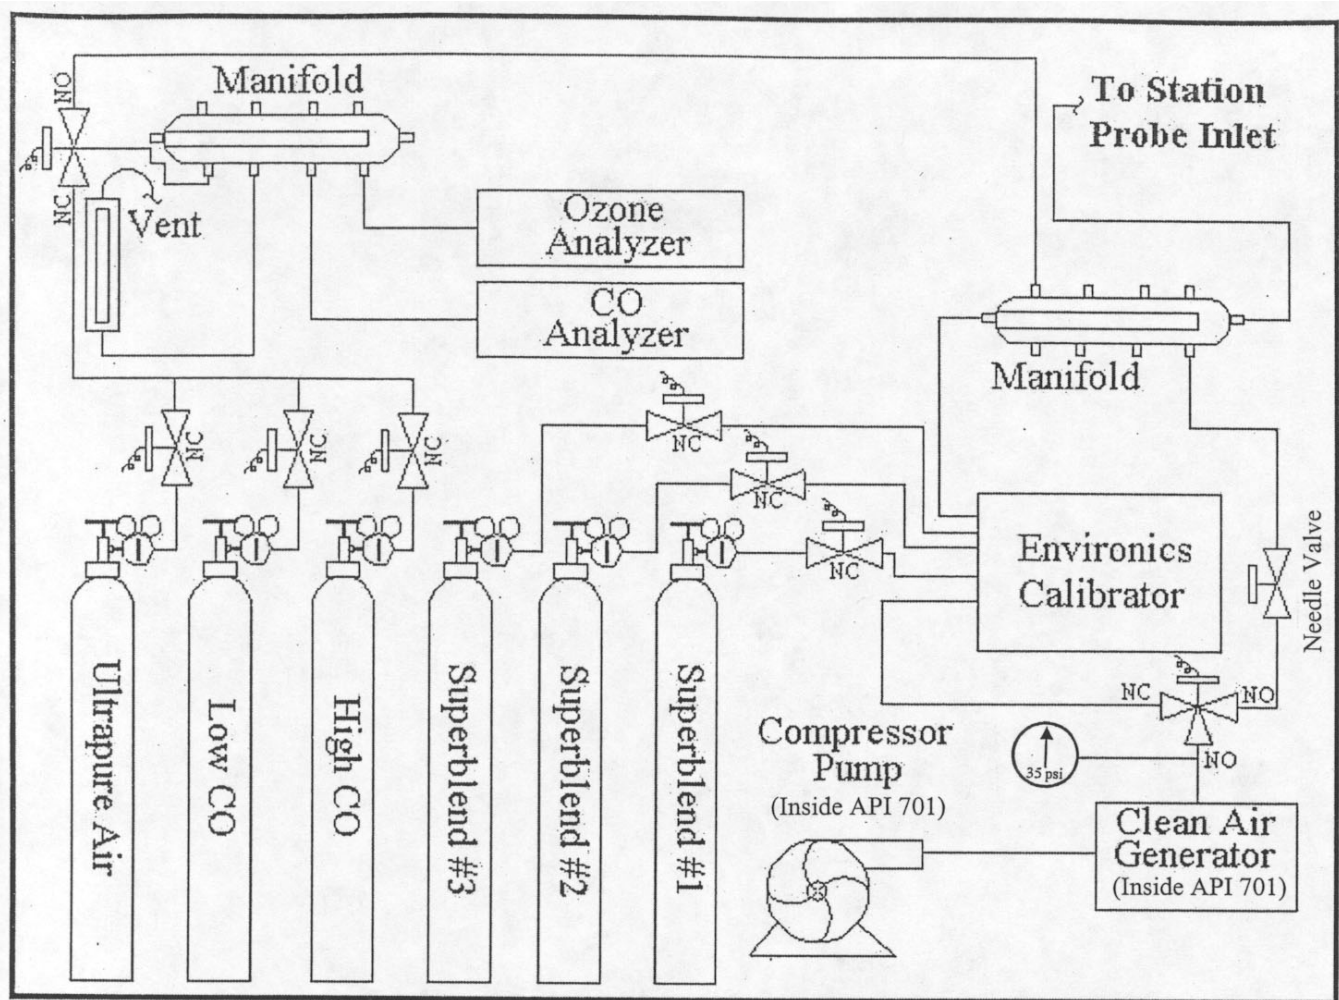 NO
Manifold
To Station
Probe Inlet
NC
Vent
Ozone
Analyzer
CO
Analyzer
Manifold
NC
NC
NC
NC
NC
NC
Environics
Calibrator
Needle Valve
NC
NO
NO
35 psi
Compressor
Pump
(Inside API 701)
Clean Air
Generator
(Inside API 701)
Ultrapure Air
Low CO
High CO
Superblend #3
Superblend #2
Superblend #1